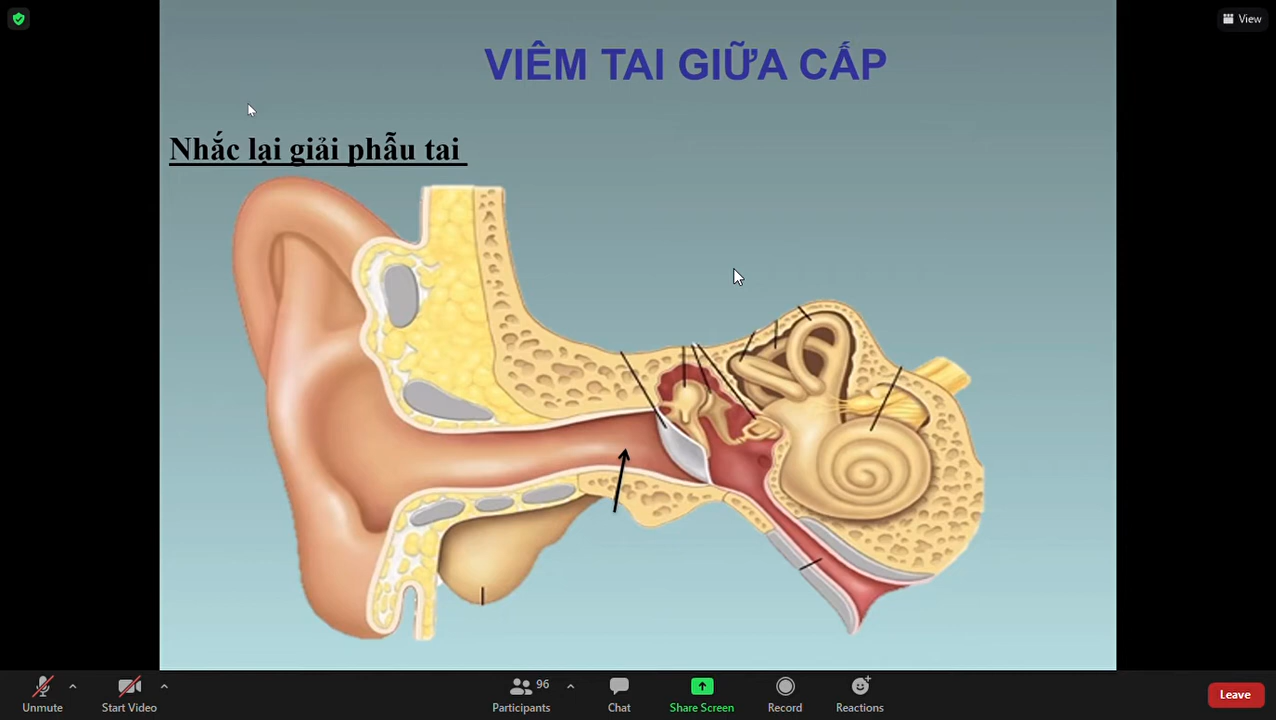 View
VIÊM TAI GIỮA CẤP
Nhắc lại giải phẫu tai
Unmute
Start Video
Participants
96
Chat
Share Screen
Record
Reactions
Leave